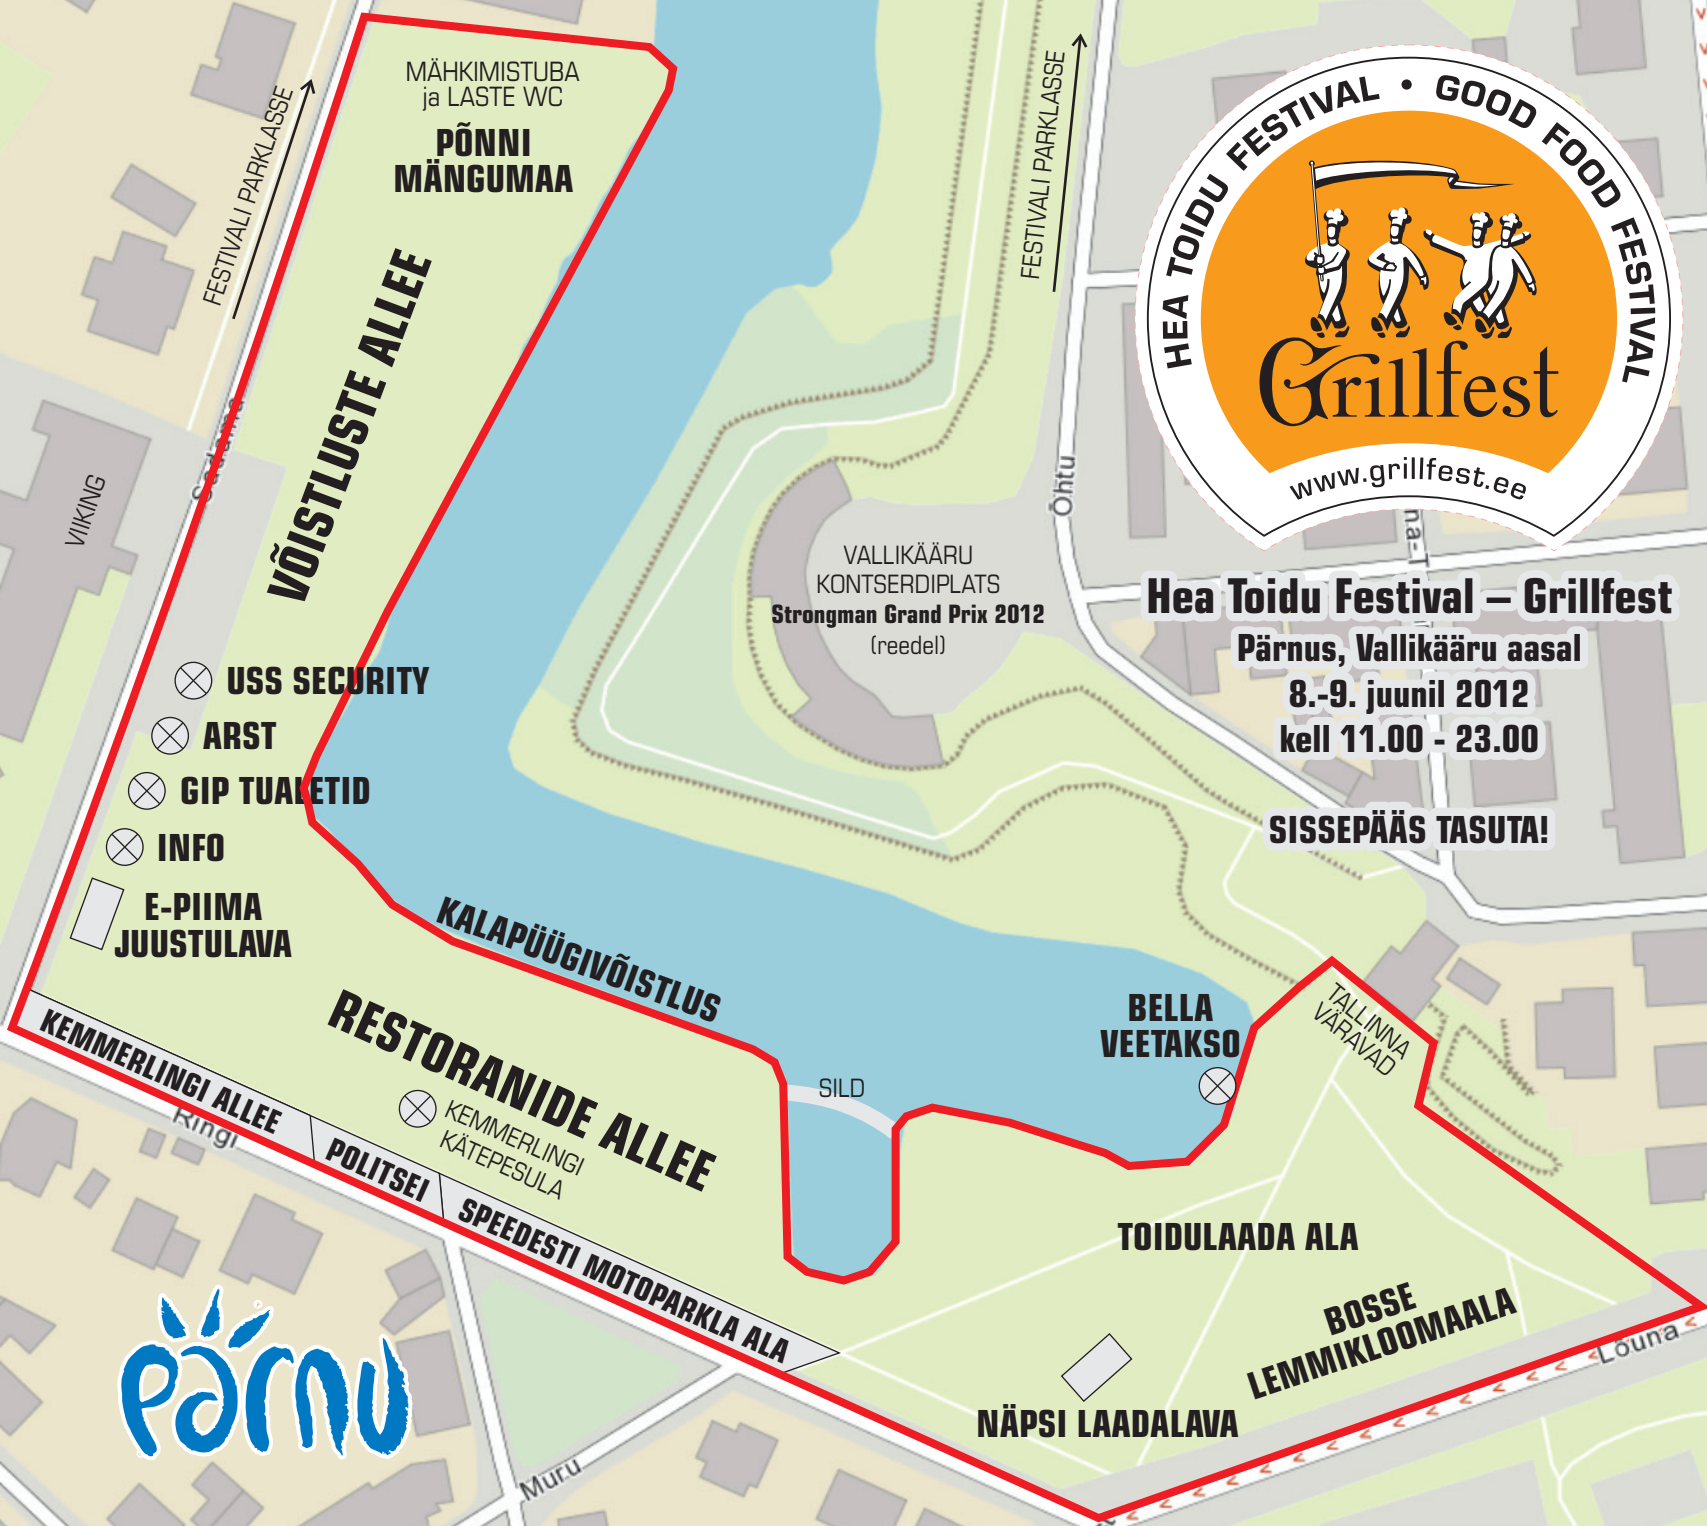 MÄHKIMISTUBA
ja LASTE WC
PÕNNI
MÄNGUMAA
FESTIVALI PARKLASSE
FESTIVALI PARKLASSE
HEA TOIDU FESTIVAL • GOOD FOOD FESTIVAL
Grillfest
www.grillfest.ee
VÕISTLUSTE ALLEE
Sadama
VIIKING
Õhtu
VALLIKÄÄRU
KONTSERDIPLATS
Strongman Grand Prix 2012
(reedel)
na-T
Hea Toidu Festival – Grillfest
Pärnus, Vallikääru aasal
8.-9. juunil 2012
kell 11.00 - 23.00
SISSEPÄÄS TASUTA!
USS SECURITY
ARST
GIP TUALETID
INFO
E-PIIMA
JUUSTULAVA
KALAPÜÜGIVÕISTLUS
RESTORANIDE ALLEE
KEMMERLINGI
KÄTEPESULA
BELLA
VEETAKSO
TALLINNA
VÄRAVAD
SILD
KEMMERLINGI ALLEE
POLITSEI
SPEEDESTI MOTOPARKLA ALA
Ringi
TOIDULAADA ALA
BOSSE
LEMMIKLOOMAALA
Lõuna
NÄPSI LAADALAVA
Pärnu
Muru